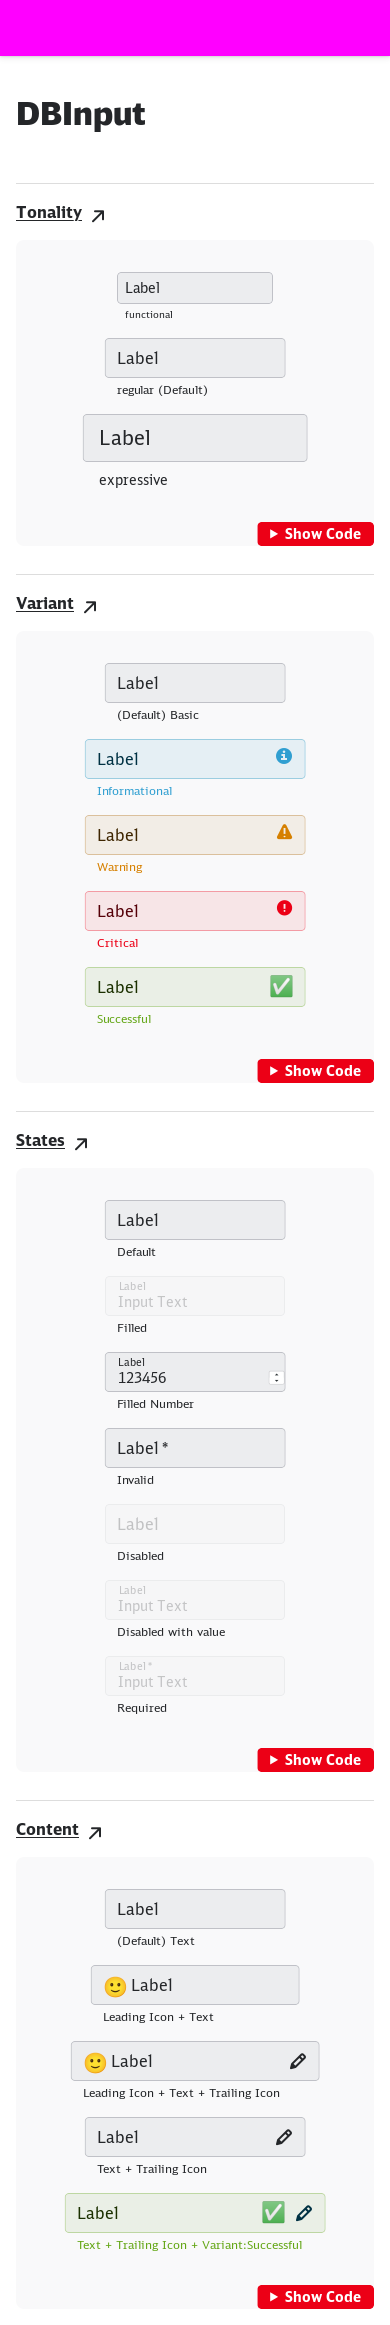 DBInput
Tonality
Label
functional
Label
regular (Default)
Label
expressive
Show Code
Variant
Label
(Default) Basic
Label
Informational
Label
Warning
Label
Critical
Label
Successful
Show Code
States
Label
Default
Label
Input Text
Filled
Label
123456
Filled Number
Label *
Invalid
Label
Disabled
Label
Input Text
Disabled with value
Label *
Input Text
Required
Show Code
Content
Label
(Default) Text
Label
Leading Icon + Text
Label
Leading Icon + Text + Trailing Icon
Label
Text + Trailing Icon
Label
Text + Trailing Icon + Variant:Successful
Show Code